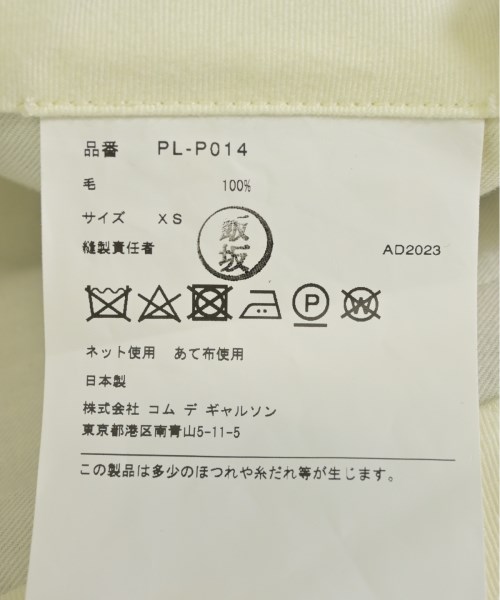 品番 PL-P014
毛 100%
サイズ XS
飯坂
縫製責任者 AD2023
P
W
ネット使用 あて布使用
日本製
株式会社 コム デ ギャルソン
東京都港区南青山5-11-5
この製品は多少のほつれや糸だれ等が生じます。